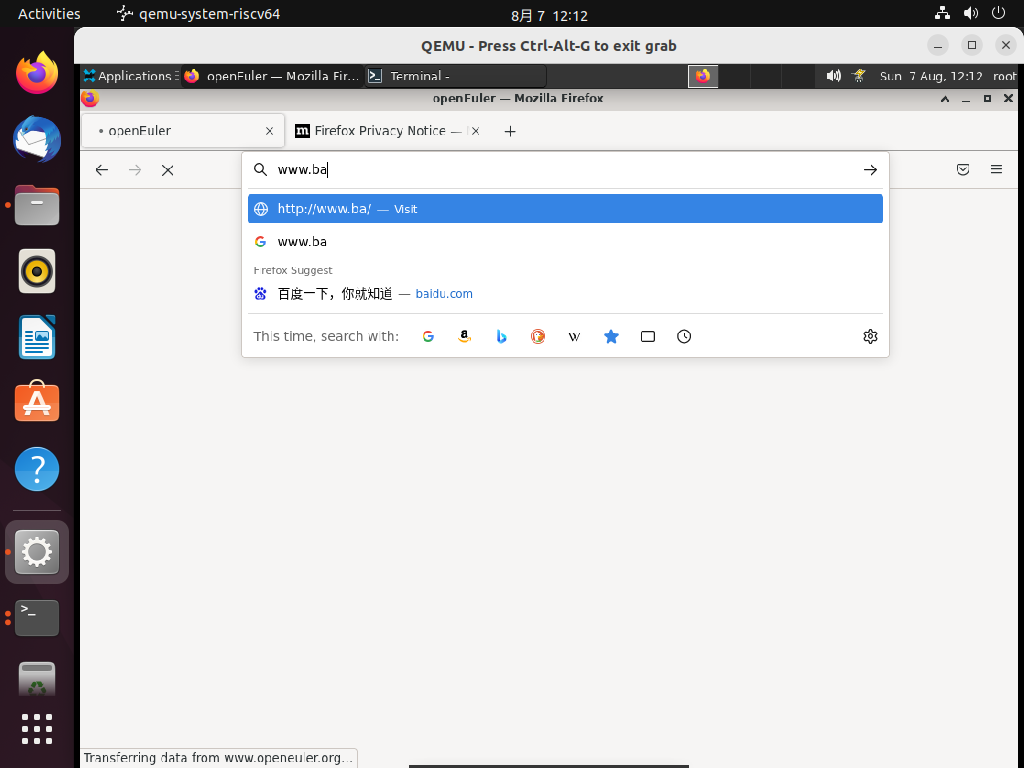 Activities qemu-system-riscv64 8月 7 12:12
QEMU - Press Ctrl-Alt-G to exit grab
Applications openEuler — Mozilla Fir... Terminal - Sun 7 Aug, 12:12 root
openEuler — Mozilla Firefox
openEuler Firefox Privacy Notice —
www.ba
http://www.ba/ — Visit
www.ba
Firefox Suggest
百度一下，你就知道 — baidu.com
This time, search with:
Transferring data from www.openeuler.org...